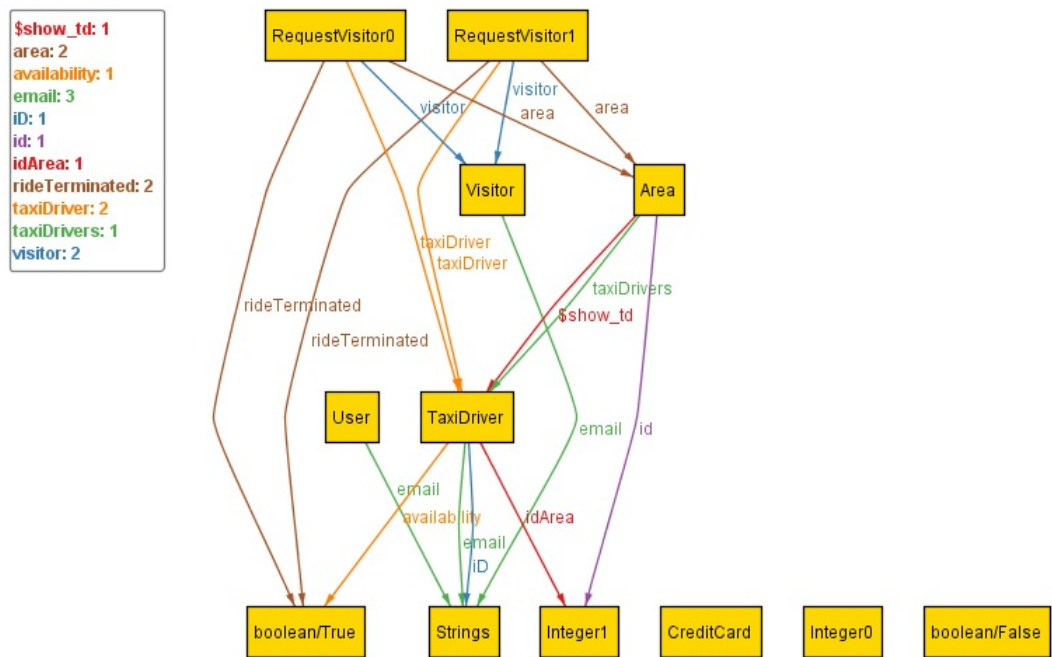 $show_td: 1
area: 2
availability: 1
email: 3
iD: 1
id: 1
idArea: 1
rideTerminated: 2
taxiDriver: 2
taxiDrivers: 1
visitor: 2
RequestVisitor0
RequestVisitor1
visitor
visitor
area
area
Visitor
Area
taxiDriver
taxiDriver
taxiDrivers
$show_td
rideTerminated
rideTerminated
User
TaxiDriver
email
id
email
availability
idArea
email
iD
boolean/True
Strings
Integer1
CreditCard
Integer0
boolean/False